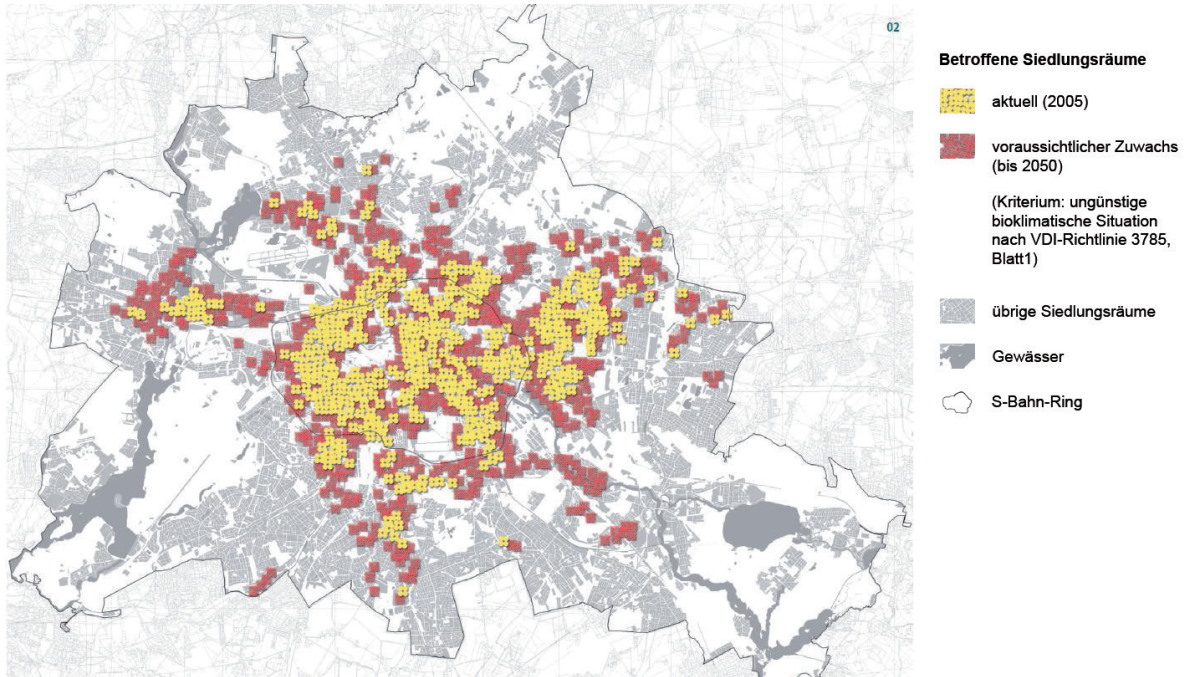 02
Betroffene Siedlungsräume
aktuell (2005)
voraussichtlicher Zuwachs
(bis 2050)
(Kriterium: ungünstige
bioklimatische Situation
nach VDI-Richtlinie 3785,
Blatt1)
übrige Siedlungsräume
Gewässer
S-Bahn-Ring